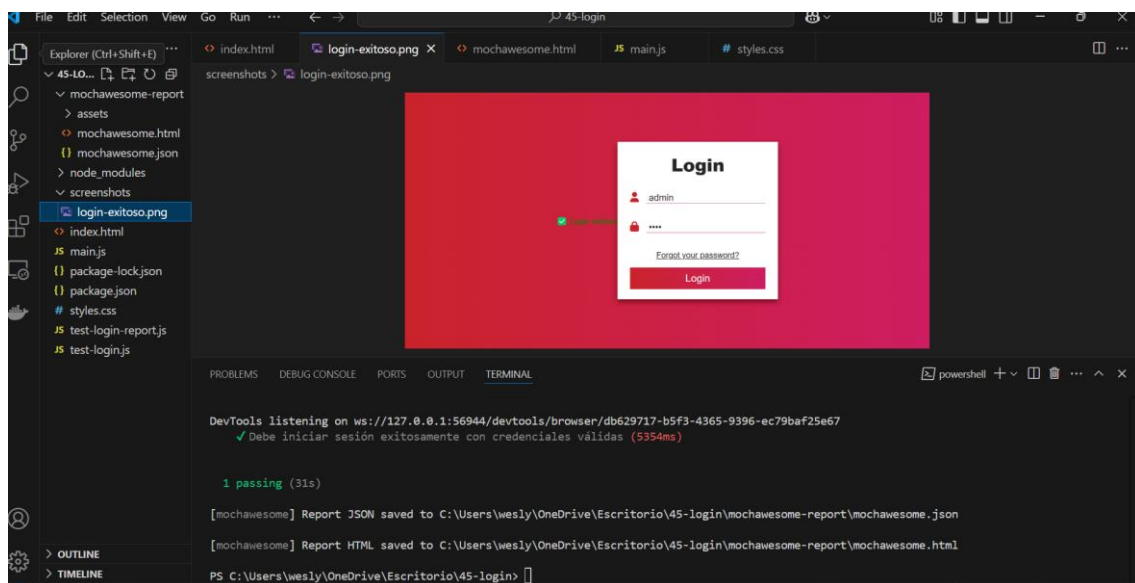 File Edit Selection View Go Run ··· ← → 45-login
Explorer (Ctrl+Shift+E) ···
index.html login-exitoso.png × mochawesome.html JS main.js # styles.css ···
45-LO...
screenshots > login-exitoso.png
mochawesome-report
> assets
<> mochawesome.html
{} mochawesome.json
> node_modules
screenshots
login-exitoso.png
<> index.html
JS main.js
{} package-lock.json
{} package.json
# styles.css
JS test-login-report.js
JS test-login.js
Login
admin
••••
Forgot your password?
Login
PROBLEMS DEBUG CONSOLE PORTS OUTPUT TERMINAL powershell
DevTools listening on ws://127.0.0.1:56944/devtools/browser/db629717-b5f3-4365-9396-ec79baf25e67
✓ Debe iniciar sesión exitosamente con credenciales válidas (5354ms)
1 passing (31s)
[mochawesome] Report JSON saved to C:\Users\wesly\OneDrive\Escritorio\45-login\mochawesome-report\mochawesome.json
[mochawesome] Report HTML saved to C:\Users\wesly\OneDrive\Escritorio\45-login\mochawesome-report\mochawesome.html
PS C:\Users\wesly\OneDrive\Escritorio\45-login>
> OUTLINE
> TIMELINE